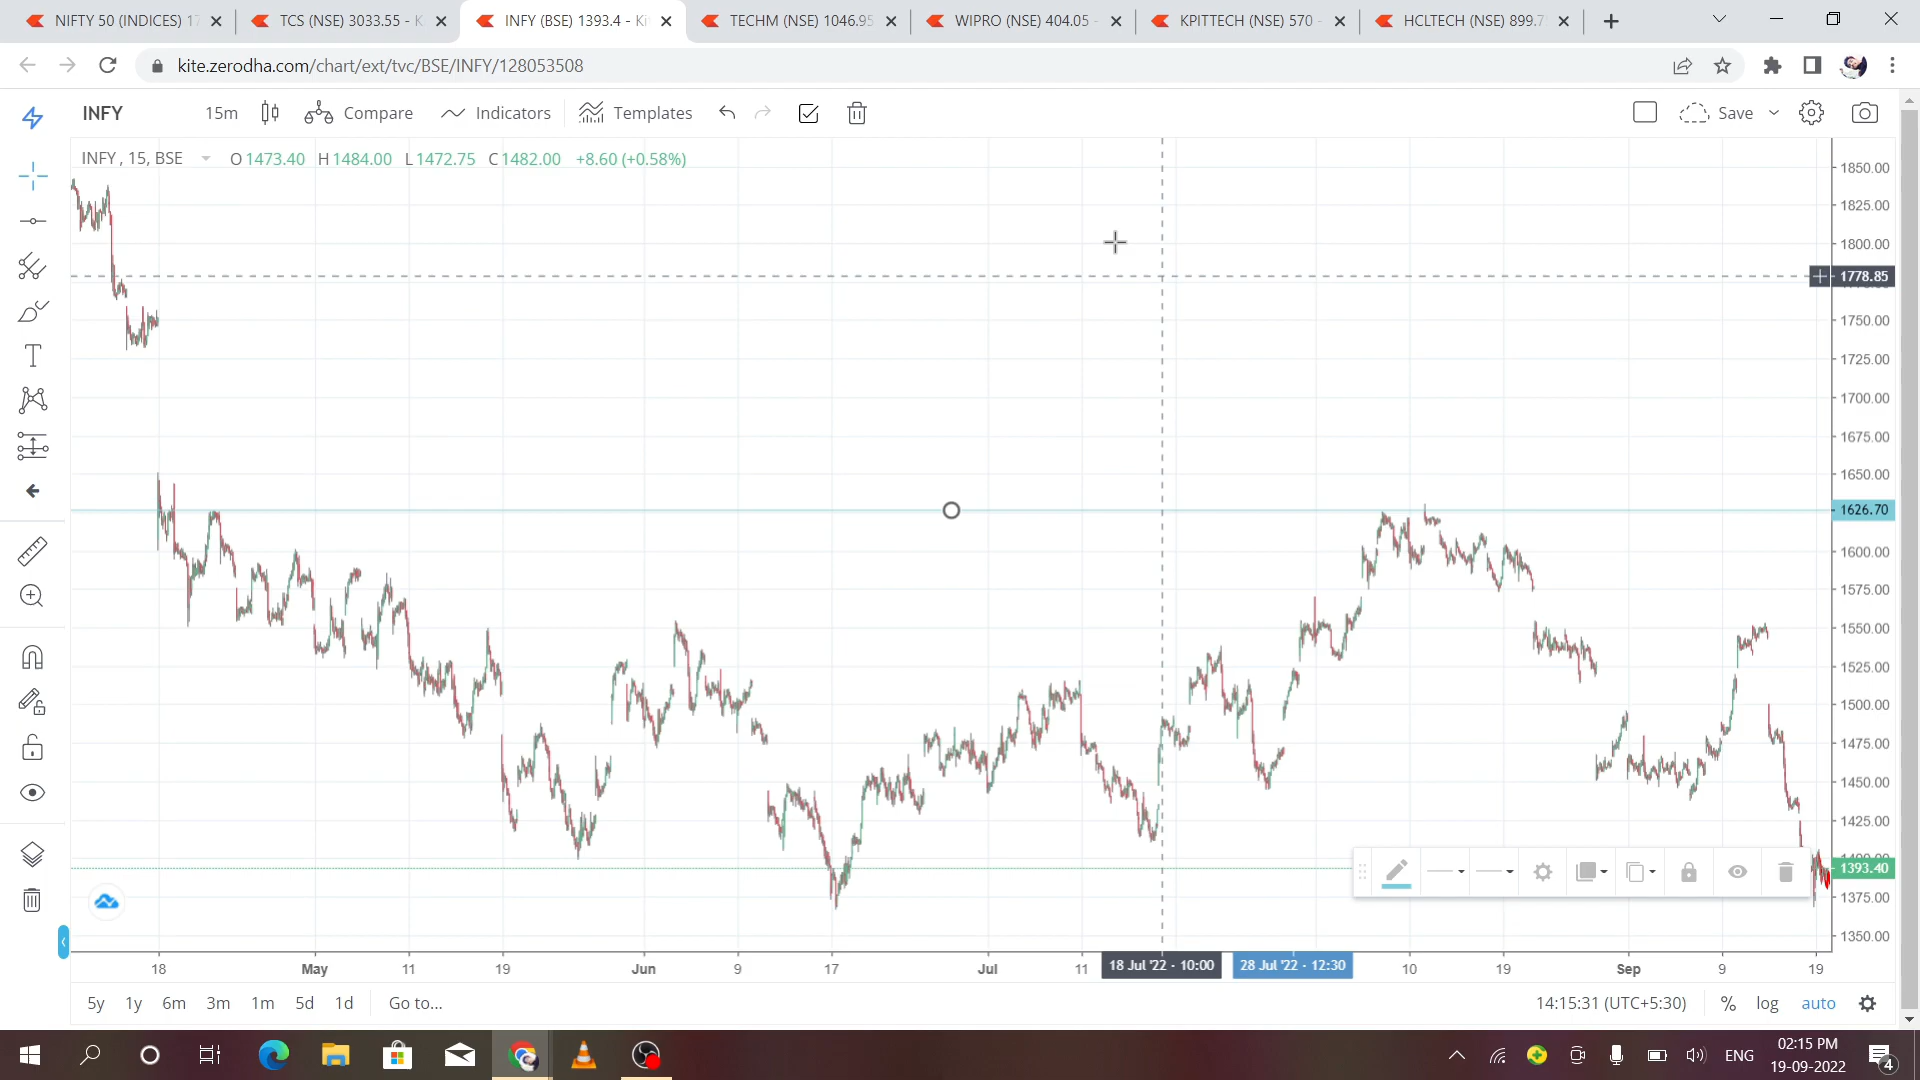 NIFTY 50 (INDICES) 17
TCS (NSE) 3033.55 - K
INFY (BSE) 1393.4 - Ki
TECHM (NSE) 1046.95
WIPRO (NSE) 404.05 -
KPITTECH (NSE) 570 -
HCLTECH (NSE) 899.7
kite.zerodha.com/chart/ext/tvc/BSE/INFY/128053508
INFY 15m Compare Indicators Templates Save
INFY , 15, BSE O1473.40 H1484.00 L1472.75 C1482.00 +8.60 (+0.58%)
1850.00
1825.00
1800.00
1778.85
1750.00
1725.00
1700.00
1675.00
1650.00
1626.70
1600.00
1575.00
1550.00
1525.00
1500.00
1475.00
1450.00
1425.00
1393.40
1375.00
1350.00
18 May 11 19 Jun 9 17 Jul 11 18 Jul '22 - 10:00 28 Jul '22 - 12:30 10 19 Sep 9 19
5y 1y 6m 3m 1m 5d 1d Go to... 14:15:31 (UTC+5:30) % log auto
ENG
02:15 PM
19-09-2022
4